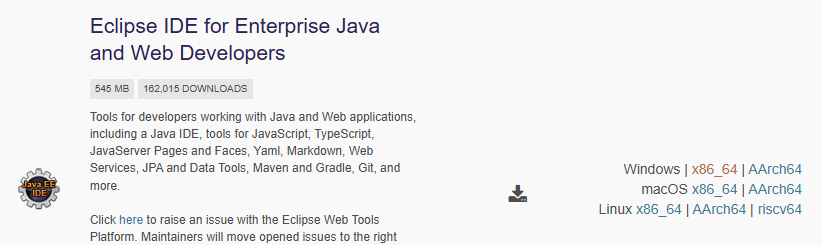 Eclipse IDE for Enterprise Java
and Web Developers
545 MB 162,015 DOWNLOADS
Tools for developers working with Java and Web applications,
including a Java IDE, tools for JavaScript, TypeScript,
JavaServer Pages and Faces, Yaml, Markdown, Web
Services, JPA and Data Tools, Maven and Gradle, Git, and
more.
Java EE
IDE
Click here to raise an issue with the Eclipse Web Tools
Platform. Maintainers will move opened issues to the right
Windows | x86_64 | AArch64
macOS x86_64 | AArch64
Linux x86_64 | AArch64 | riscv64